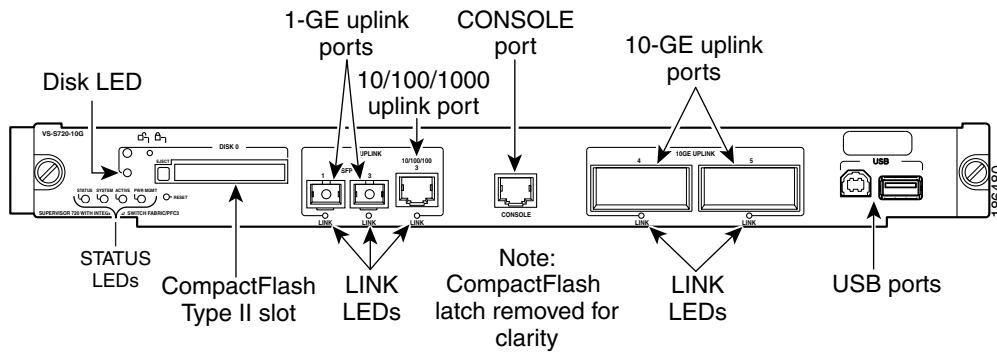 1-GE uplink
ports
CONSOLE
port
10-GE uplink
ports
Disk LED
10/100/1000
uplink port
VS-S720-10G
DISK 0
EJECT
UPLINK
SFP
1
3
10/100/100
3
10GE UPLINK
4
5
USB
STATUS
SYSTEM
ACTIVE
PWR MGMT
RESET
SUPERVISOR 720 WITH INTEG
SWITCH FABRIC/PFC3
LINK
LINK
LINK
CONSOLE
LINK
LINK
186480
STATUS
LEDs
CompactFlash
Type II slot
LINK
LEDs
Note:
CompactFlash
latch removed for
clarity
LINK
LEDs
USB ports